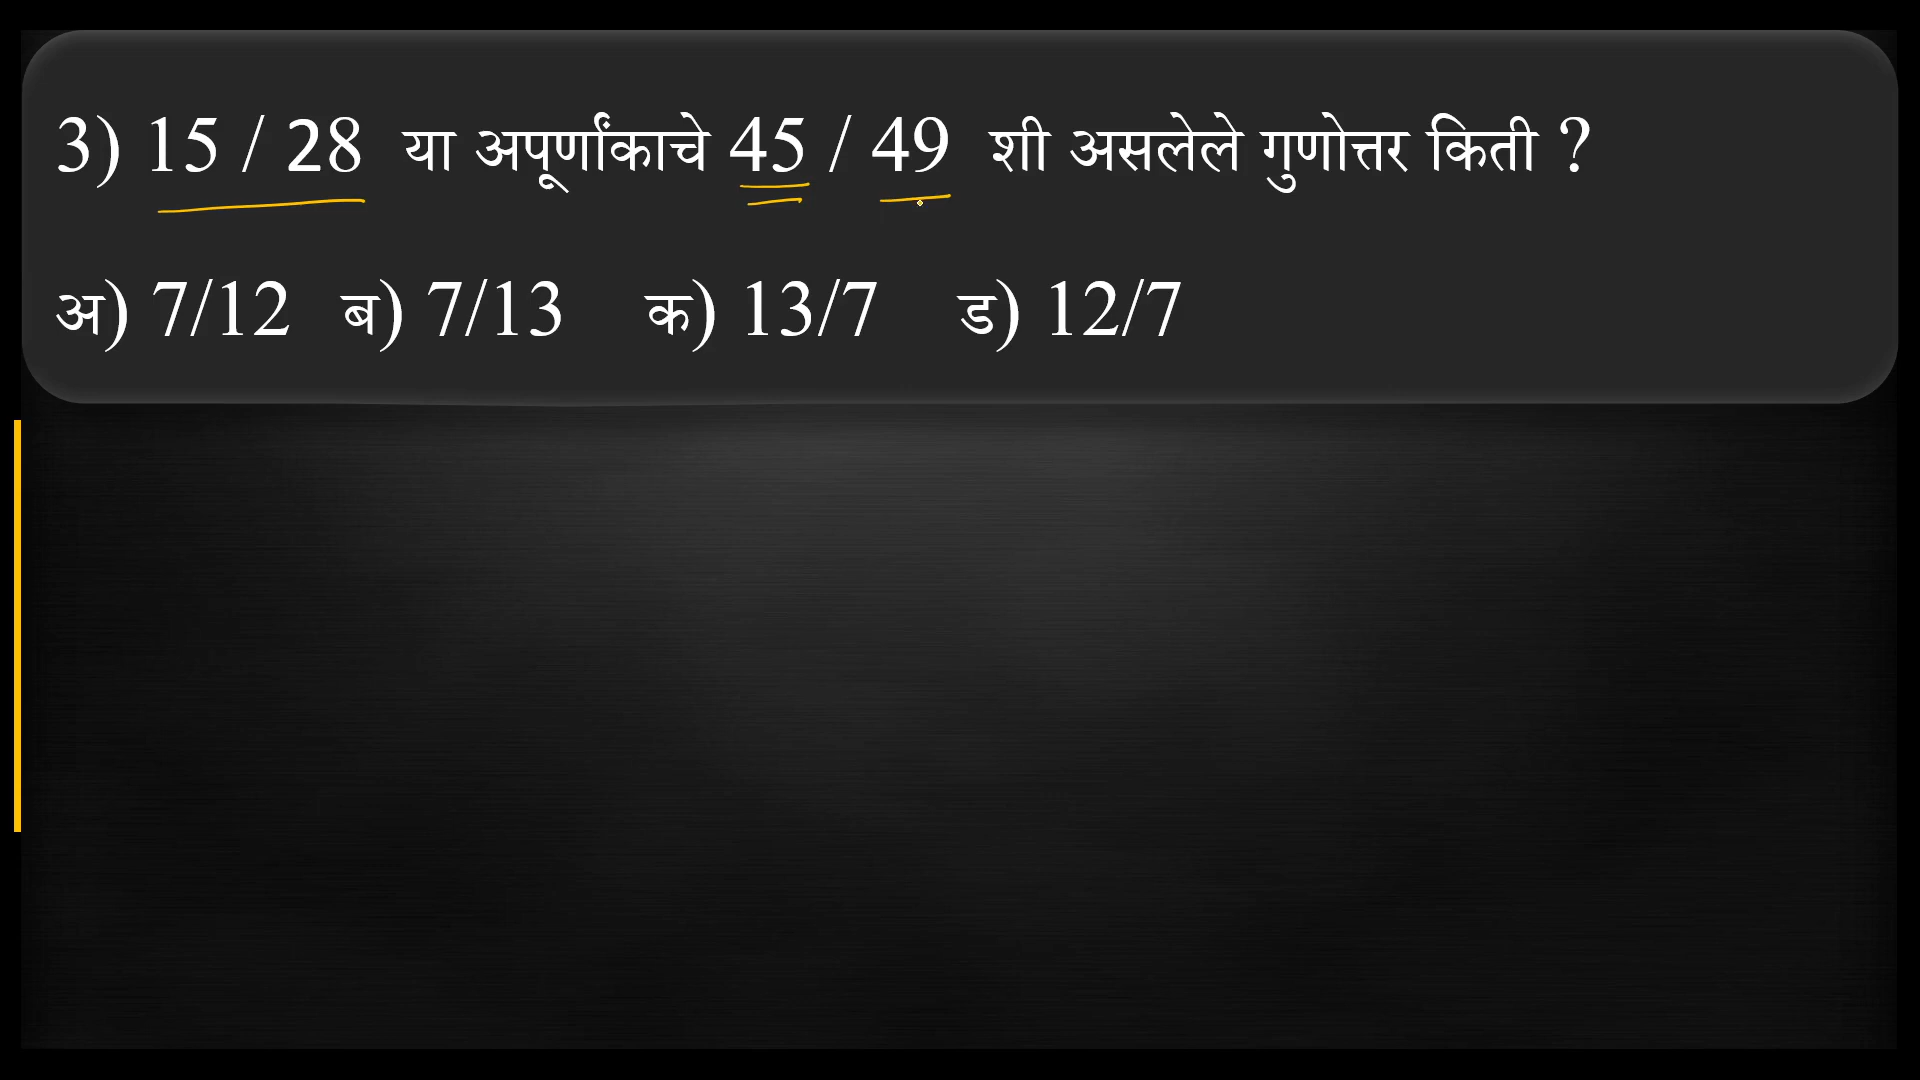 3) 15 / 28 या अपूर्णांकाचे 45 / 49 शी असलेले गुणोत्तर किती ?
अ) 7/12 ब) 7/13 क) 13/7 ड) 12/7